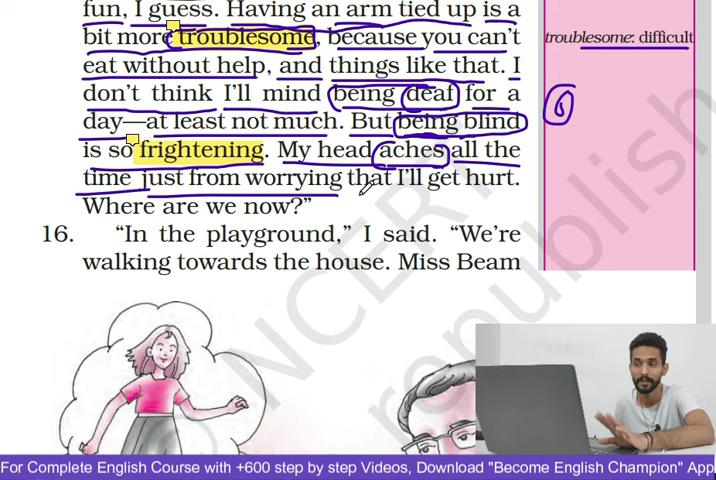 fun, I guess. Having an arm tied up is a
bit more troublesome, because you can't
eat without help, and things like that. I
don't think I'll mind being deaf for a
day—at least not much. But being blind
is so frightening. My head aches all the
time just from worrying that I'll get hurt.
Where are we now?”
16. “In the playground,” I said. “We're
walking towards the house. Miss Beam
troublesome: difficult
6
© NCERT
republish
For Complete English Course with +600 step by step Videos, Download "Become English Champion" App